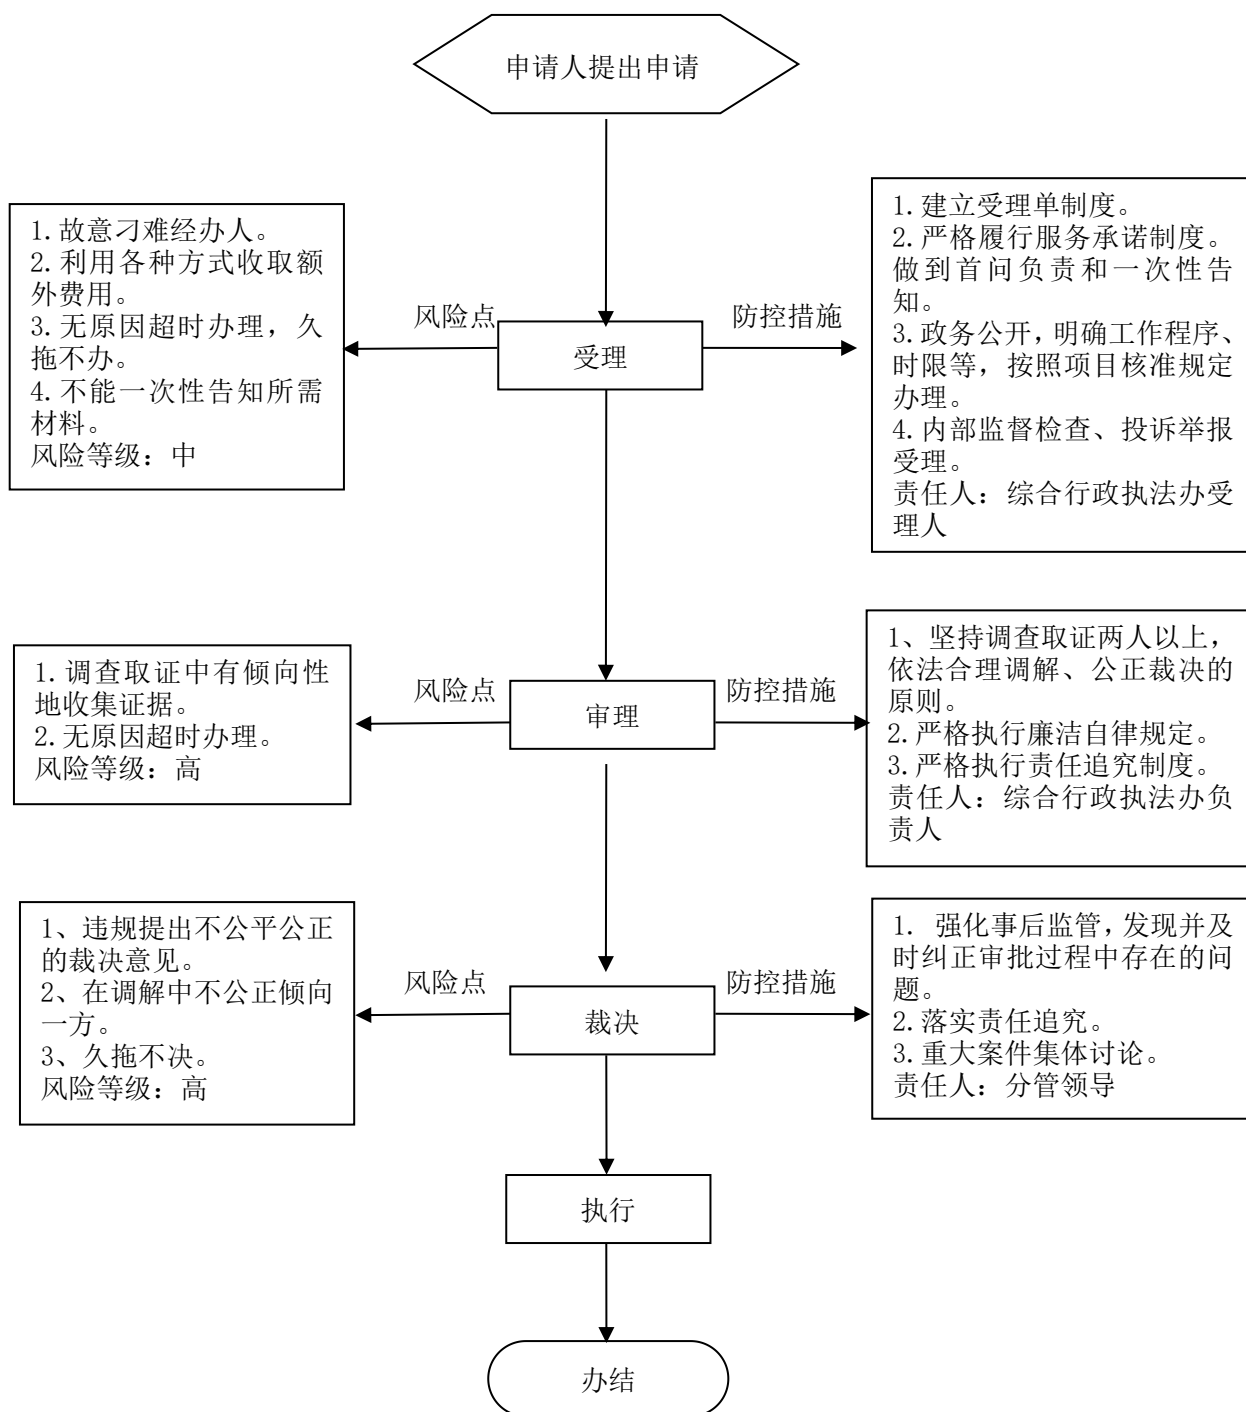 申请人提出申请
1.故意刁难经办人。
2.利用各种方式收取额
外费用。
3.无原因超时办理，久
拖不办。
4.不能一次性告知所需
材料。
风险等级：中
风险点
受理
防控措施
1.建立受理单制度。
2.严格履行服务承诺制度。
做到首问负责和一次性告
知。
3.政务公开，明确工作程序、
时限等，按照项目核准规定
办理。
4.内部监督检查、投诉举报
受理。
责任人：综合行政执法办受
理人
1.调查取证中有倾向性
地收集证据。
2.无原因超时办理。
风险等级：高
风险点
审理
防控措施
1、坚持调查取证两人以上，
依法合理调解、公正裁决的
原则。
2.严格执行廉洁自律规定。
3.严格执行责任追究制度。
责任人：综合行政执法办负
责人
1、违规提出不公平公正
的裁决意见。
2、在调解中不公正倾向
一方。
3、久拖不决。
风险等级：高
风险点
裁决
防控措施
1. 强化事后监管，发现并及
时纠正审批过程中存在的问
题。
2.落实责任追究。
3.重大案件集体讨论。
责任人：分管领导
执行
办结